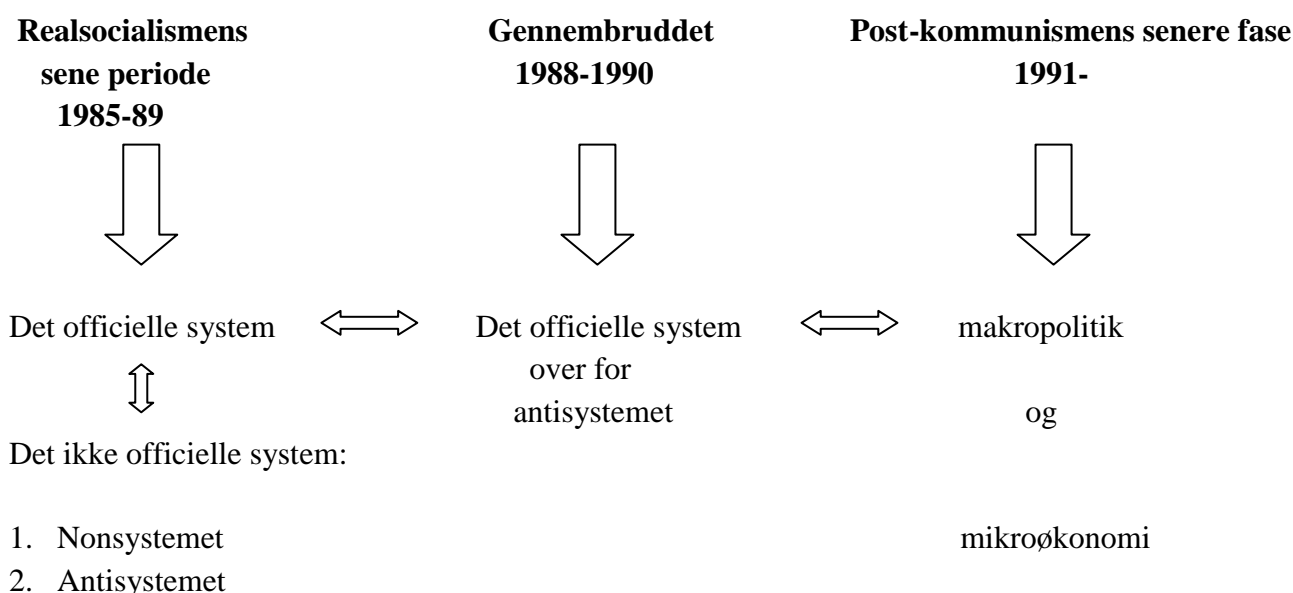 Realsocialismens
sene periode
1985-89
Gennembruddet
1988-1990
Post-kommunismens senere fase
1991-
Det officielle system
Det officielle system
over for
antisystemet
makropolitik
og
Det ikke officielle system:
1. Nonsystemet
mikroøkonomi
2. Antisystemet